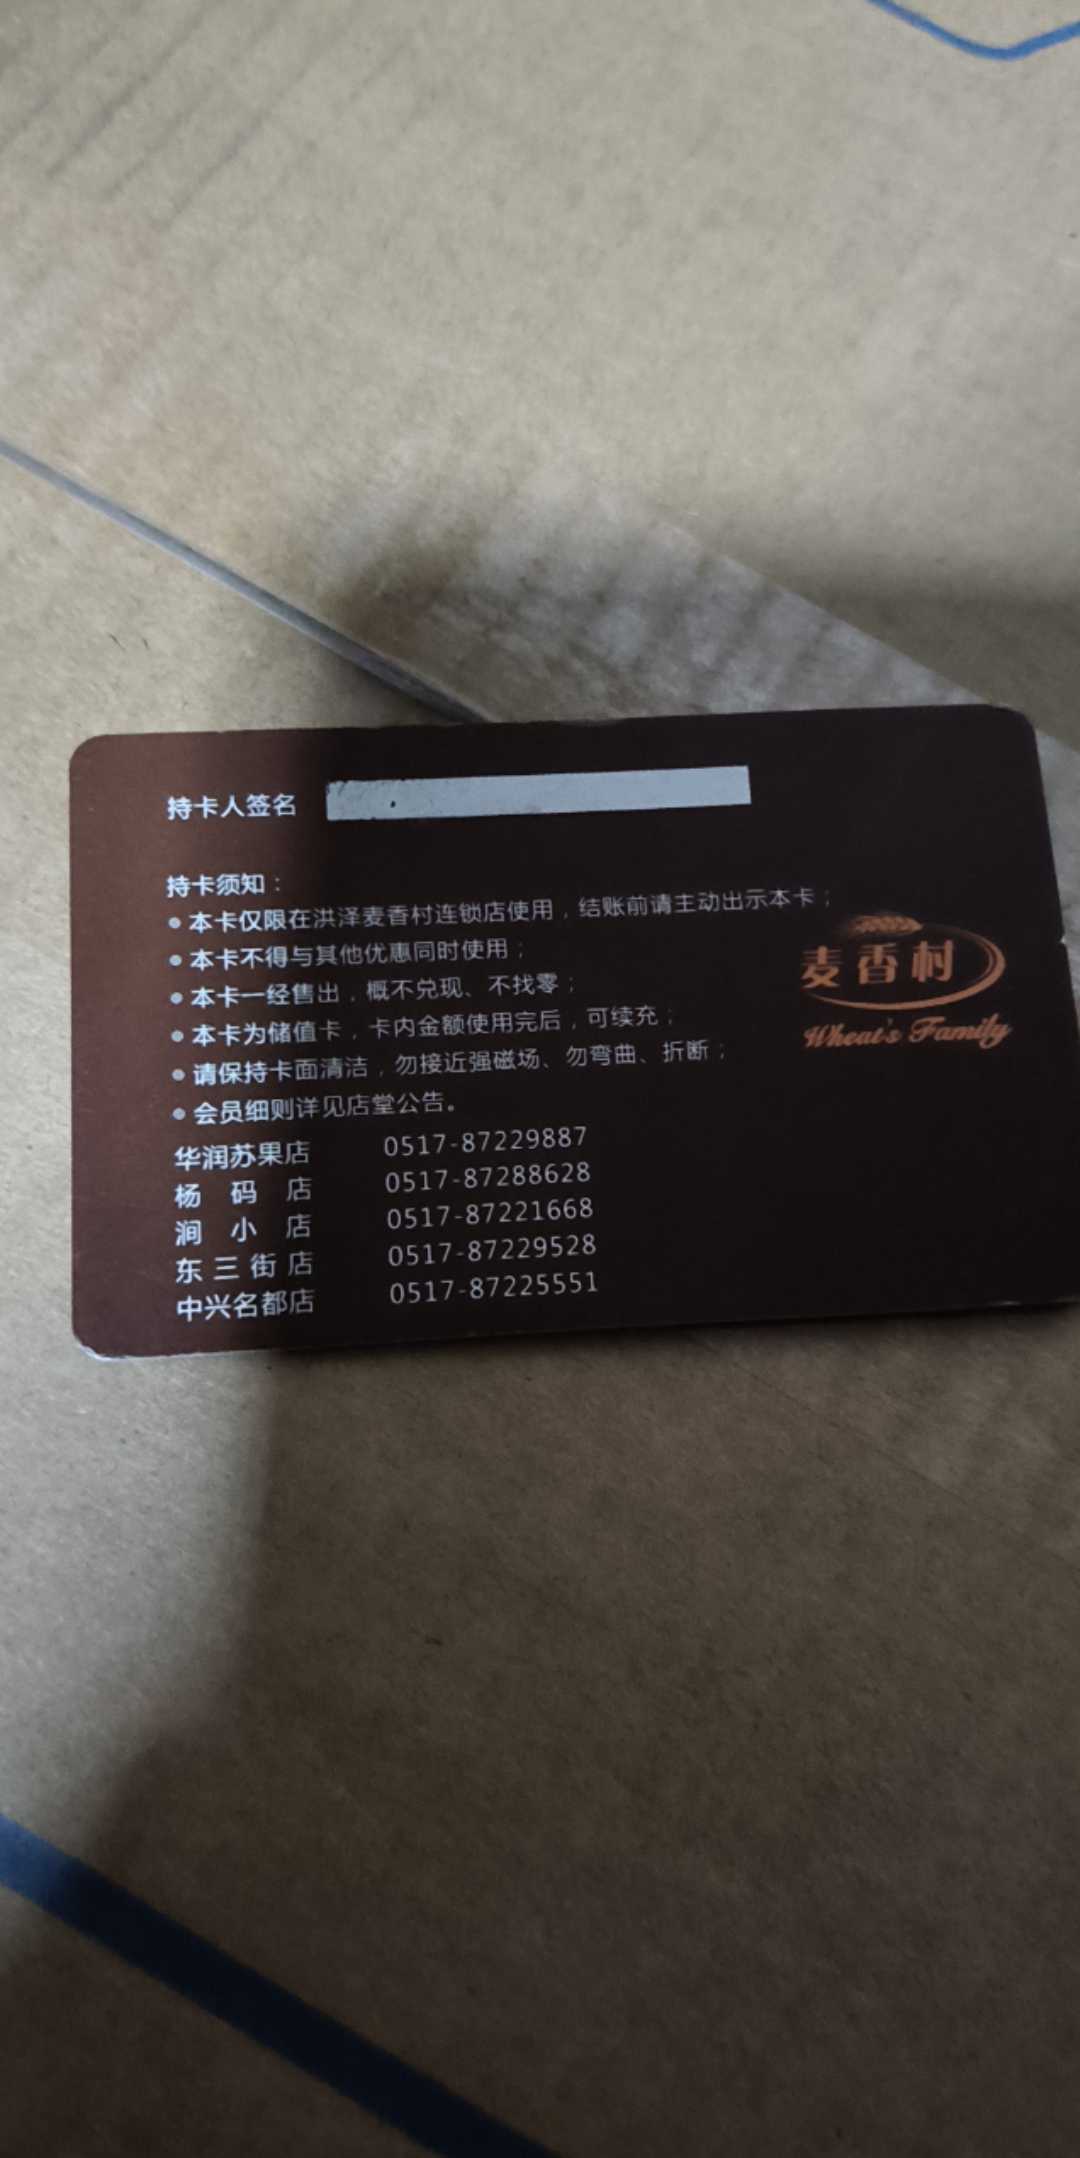 持卡人签名
持卡须知：
●本卡仅限在洪泽麦香村连锁店使用，结账前请主动出示本卡；
●本卡不得与其他优惠同时使用；
●本卡一经售出，概不兑现、不找零；
●本卡为储值卡，卡内金额使用完后，可续充；
●请保持卡面清洁，勿接近强磁场、勿弯曲、折断；
●会员细则详见店堂公告。
麦香村
Wheat's Family
华润苏果店 0517-87229887
杨码店 0517-87288628
涧小店 0517-87221668
东三街店 0517-87229528
中兴名都店 0517-87225551